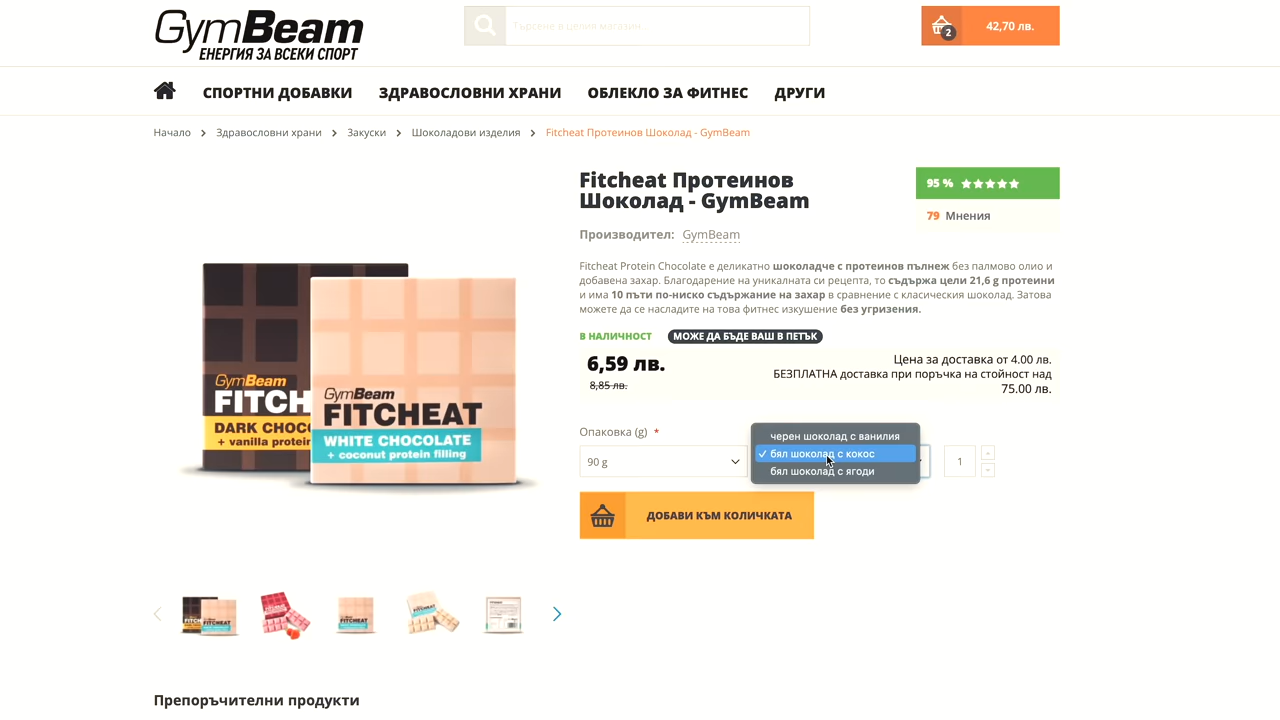 GymBeam
ЕНЕРГИЯ ЗА ВСЕКИ СПОРТ
Търсене в целия магазин...
2
42,70 лв.
СПОРТНИ ДОБАВКИ
ЗДРАВОСЛОВНИ ХРАНИ
ОБЛЕКЛО ЗА ФИТНЕС
ДРУГИ
Начало
Здравословни храни
Закуски
Шоколадови изделия
Fitcheat Протеинов Шоколад - GymBeam
Fitcheat Протеинов
Шоколад - GymBeam
95 %
79 Мнения
Производител: GymBeam
Fitcheat Protein Chocolate е деликатно шоколадче с протеинов пълнеж без палмово олио и
добавена захар. Благодарение на уникалната си рецепта, то съдържа цели 21,6 g протеини
и има 10 пъти по-ниско съдържание на захар в сравнение с класическия шоколад. Затова
можете да се насладите на това фитнес изкушение без угризения.
В НАЛИЧНОСТ
МОЖЕ ДА БЪДЕ ВАШ В ПЕТЪК
6,59 лв.
8,85 лв.
Цена за доставка от 4.00 лв.
БЕЗПЛАТНА доставка при поръчка на стойност над
75.00 лв.
Опаковка (g) *
90 g
черен шоколад с ванилия
✓ бял шоколад с кокос
бял шоколад с ягоди
1
ДОБАВИ КЪМ КОЛИЧКАТА
GymBeam
FITCH
DARK CHOC
+ vanilla protein
GymBeam
FITCHEAT
WHITE CHOCOLATE
+ coconut protein filling
Препоръчителни продукти